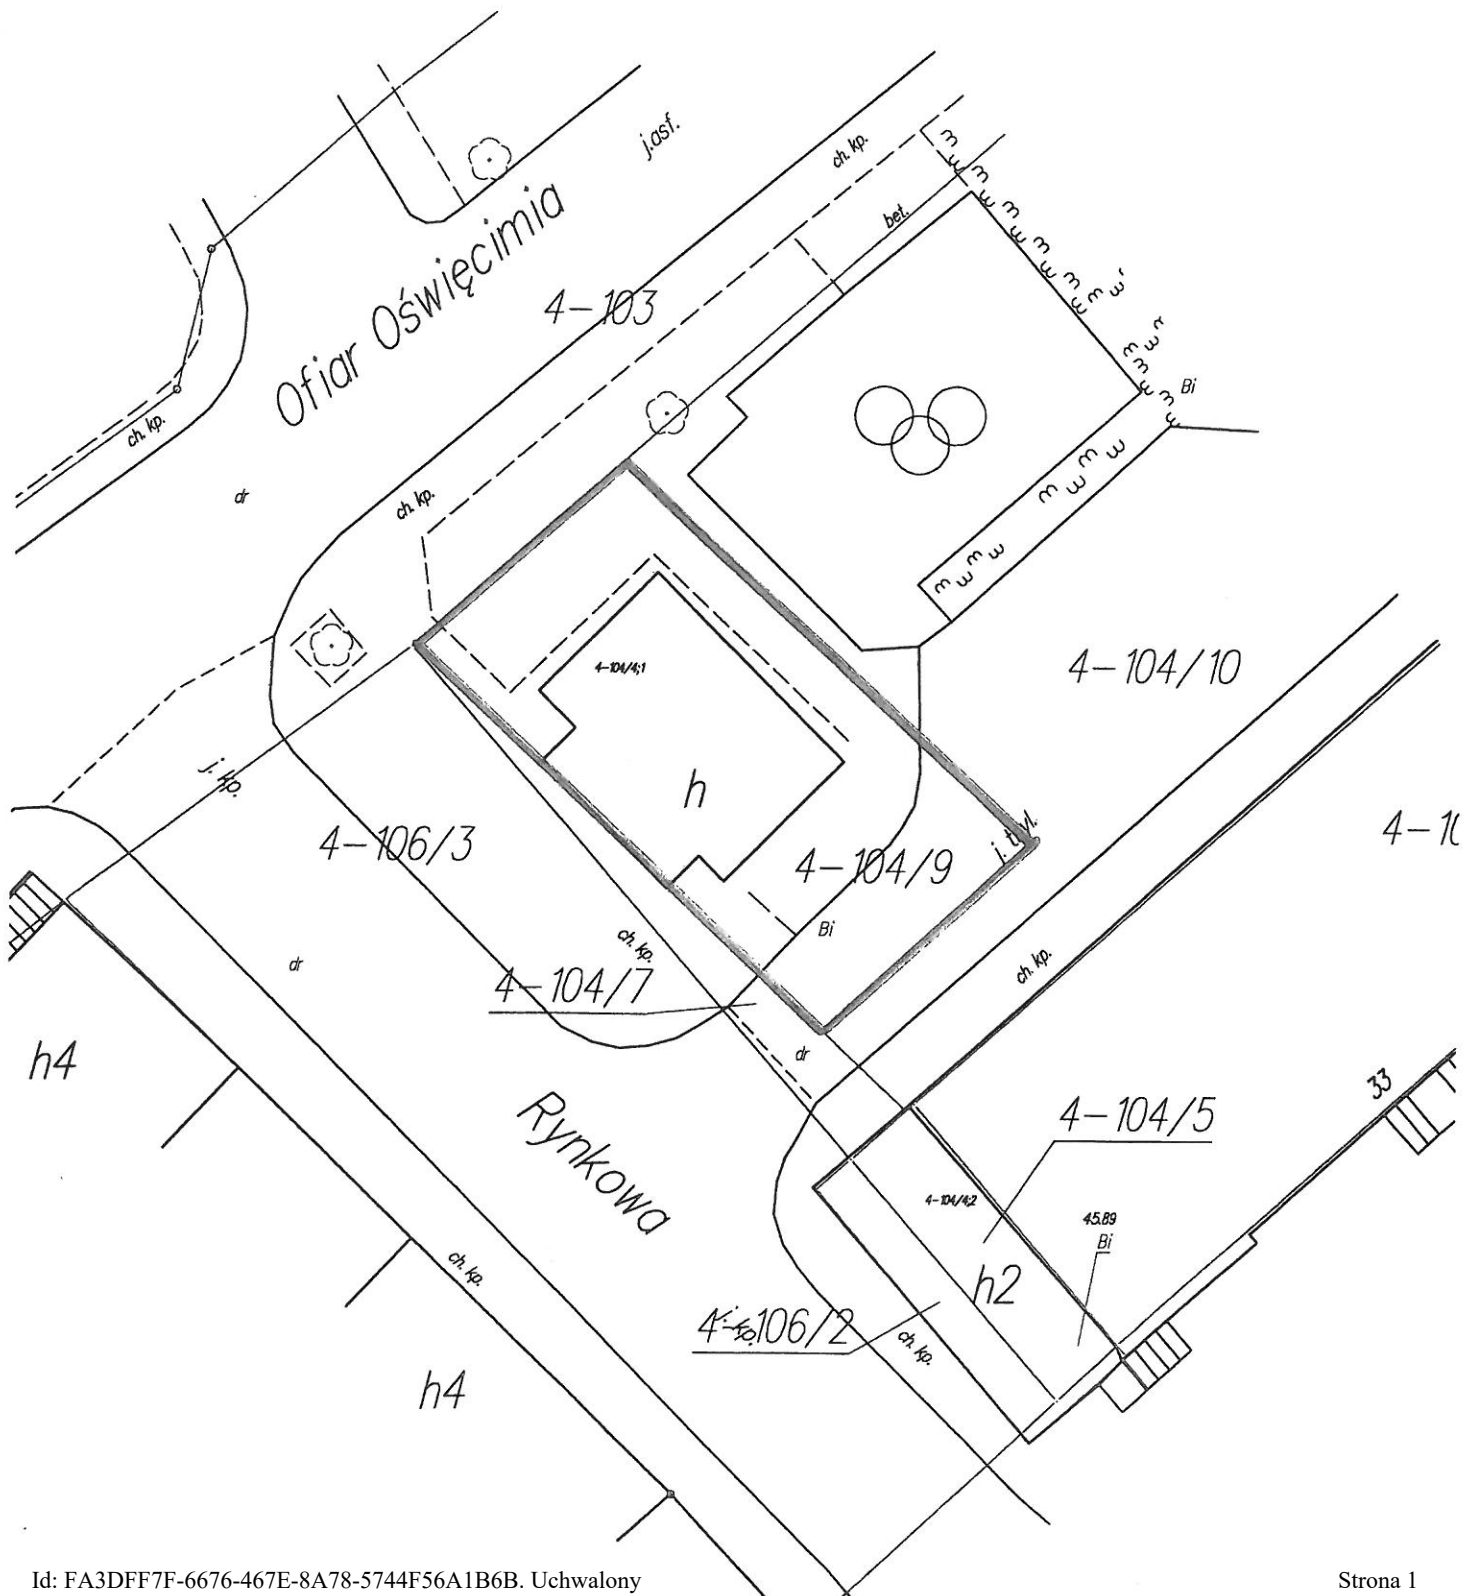 j.asf.
ch. kp.
bet.
Ofiar Oświęcimia
4-103
Bi
ch. kp.
dr
ch. kp.
4-104/4;1
4-104/10
j. kp.
h
4-106/3
4-104/9
j. tryl.
4-10
Bi
ch. kp.
dr
4-104/7
ch. kp.
dr
h4
33
4-104/5
Rynkowa
4-104/4;2
45.89
Bi
ch. kp.
h2
4-106/2
j. kp.
ch. kp.
h4
Id: FA3DFF7F-6676-467E-8A78-5744F56A1B6B. Uchwalony
Strona 1